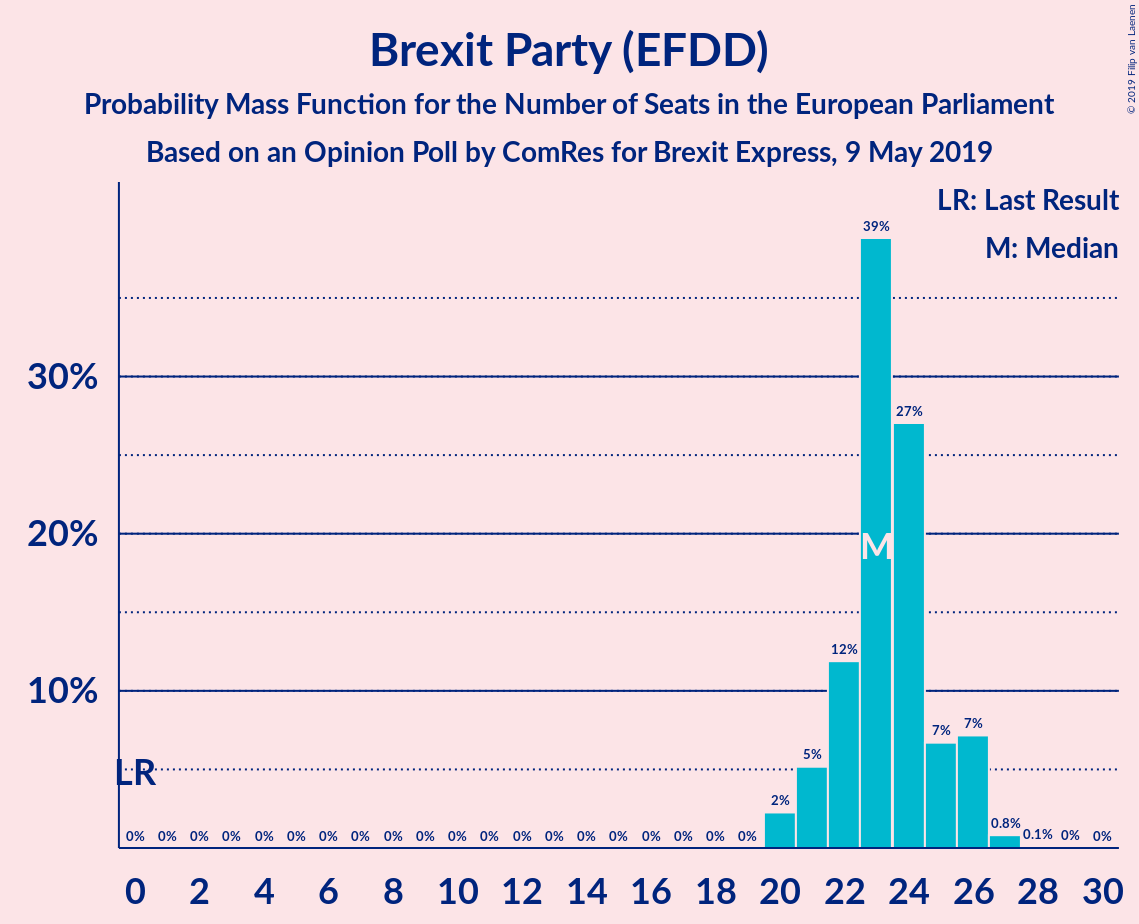 Brexit Party (EFDD)
Probability Mass Function for the Number of Seats in the European Parliament
Based on an Opinion Poll by ComRes for Brexit Express, 9 May 2019
© 2019 Filip van Laenen
LR: Last Result
M: Median
39%
30%
27%
20%
M
12%
10%
7%
7%
5%
LR
2%
0% 0% 0% 0% 0% 0% 0% 0% 0% 0% 0% 0% 0% 0% 0% 0% 0% 0% 0% 0% 0.8% 0.1% 0% 0%
0 2 4 6 8 10 12 14 16 18 20 22 24 26 28 30